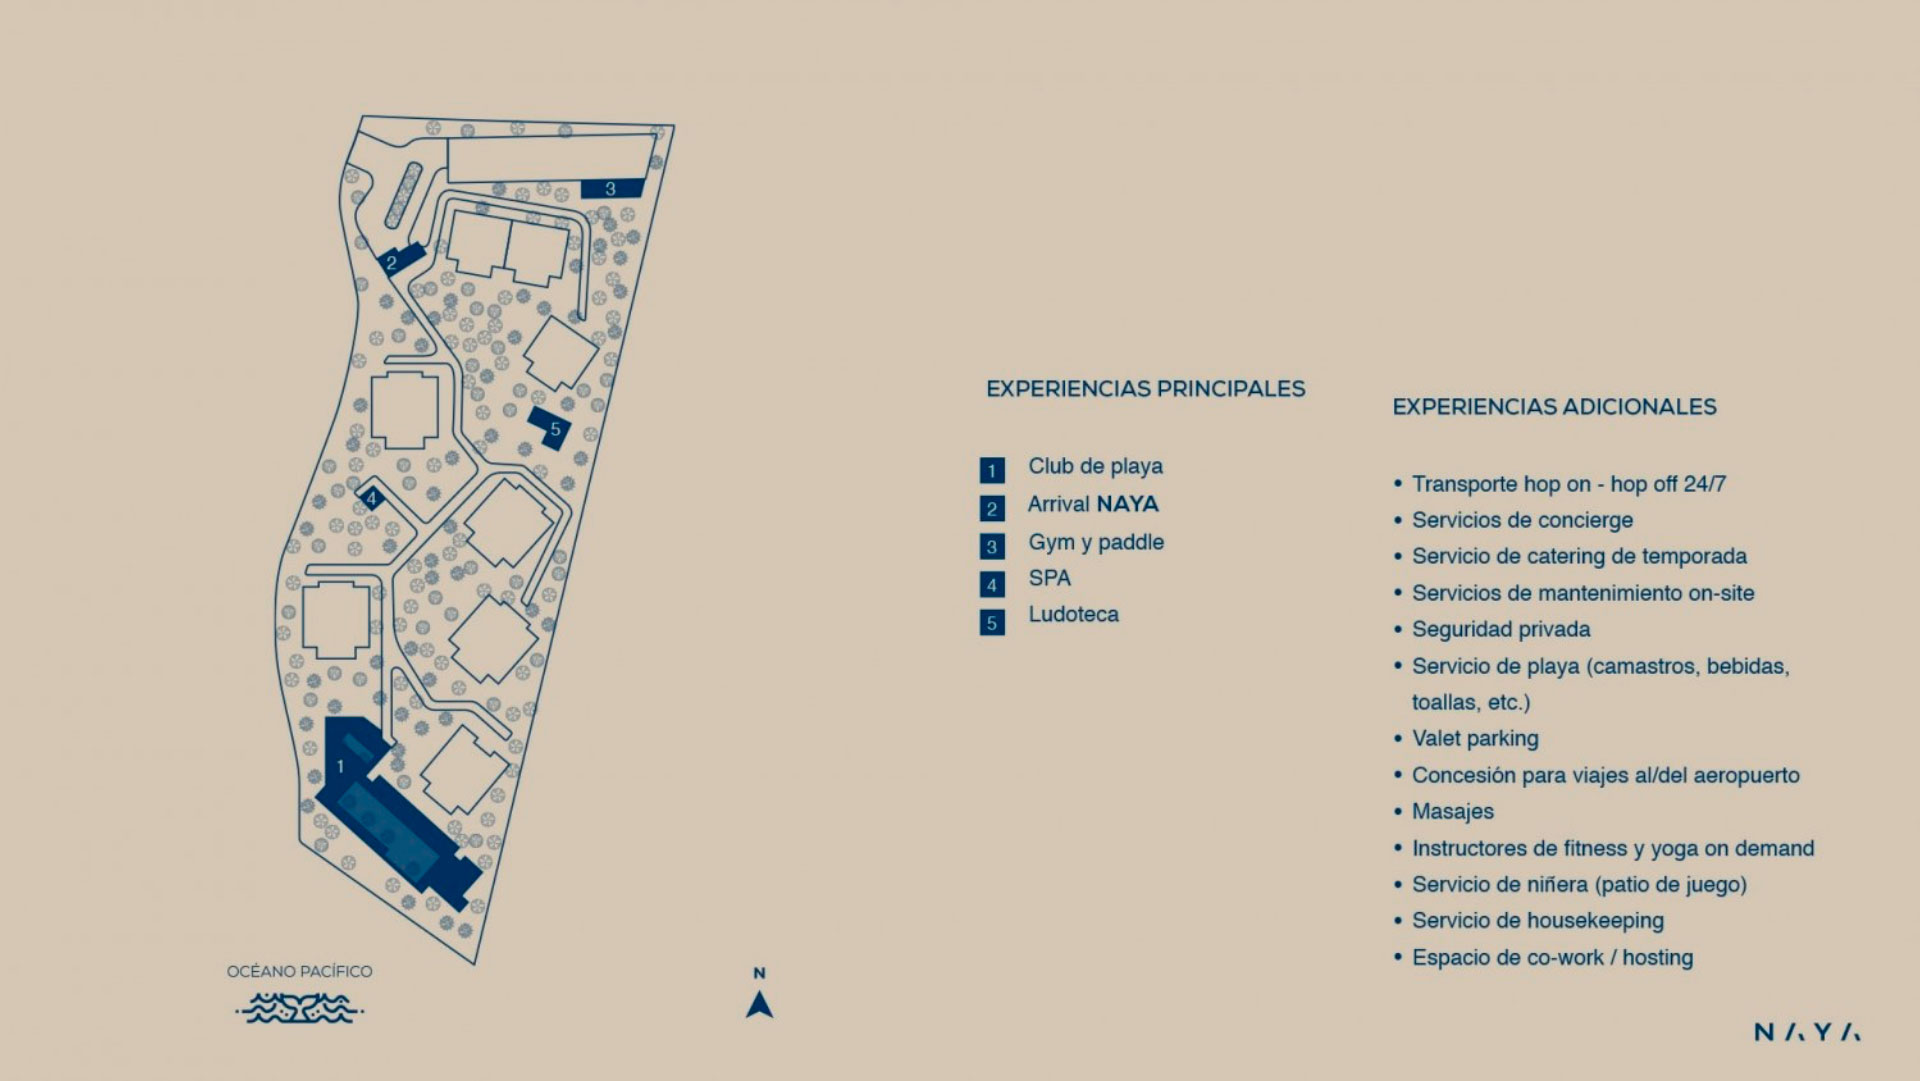 3
2
5
4
1
OCÉANO PACÍFICO
N
EXPERIENCIAS PRINCIPALES
1 Club de playa
2 Arrival NAYA
3 Gym y paddle
4 SPA
5 Ludoteca
EXPERIENCIAS ADICIONALES
• Transporte hop on - hop off 24/7
• Servicios de concierge
• Servicio de catering de temporada
• Servicios de mantenimiento on-site
• Seguridad privada
• Servicio de playa (camastros, bebidas,
toallas, etc.)
• Valet parking
• Concesión para viajes al/del aeropuerto
• Masajes
• Instructores de fitness y yoga on demand
• Servicio de niñera (patio de juego)
• Servicio de housekeeping
• Espacio de co-work / hosting
NAYA